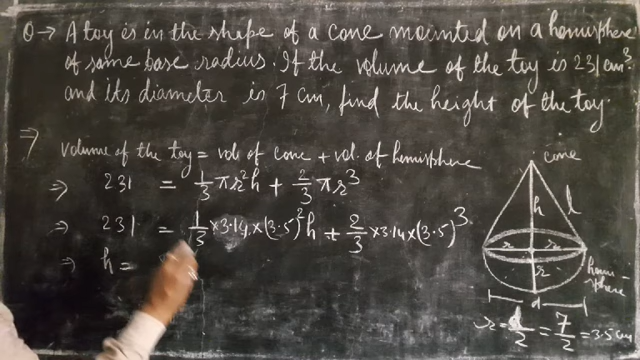 Q → A toy is in the shape of a cone mounted on a hemisphere
of same base radius. If the volume of the toy is 231 cm³
and its diameter is 7 cm, find the height of the toy.
⇒
volume of the toy = vol. of cone + vol. of hemisphere
⇒ 231 = 1/3 πr²h + 2/3 πr³
⇒ 231 = 1/3 × 3.14 × (3.5)²h + 2/3 × 3.14 × (3.5)³
⇒ h =
cone
h
l
r r
r
hemi-
sphere
d
r = d/2 = 7/2 = 3.5 cm